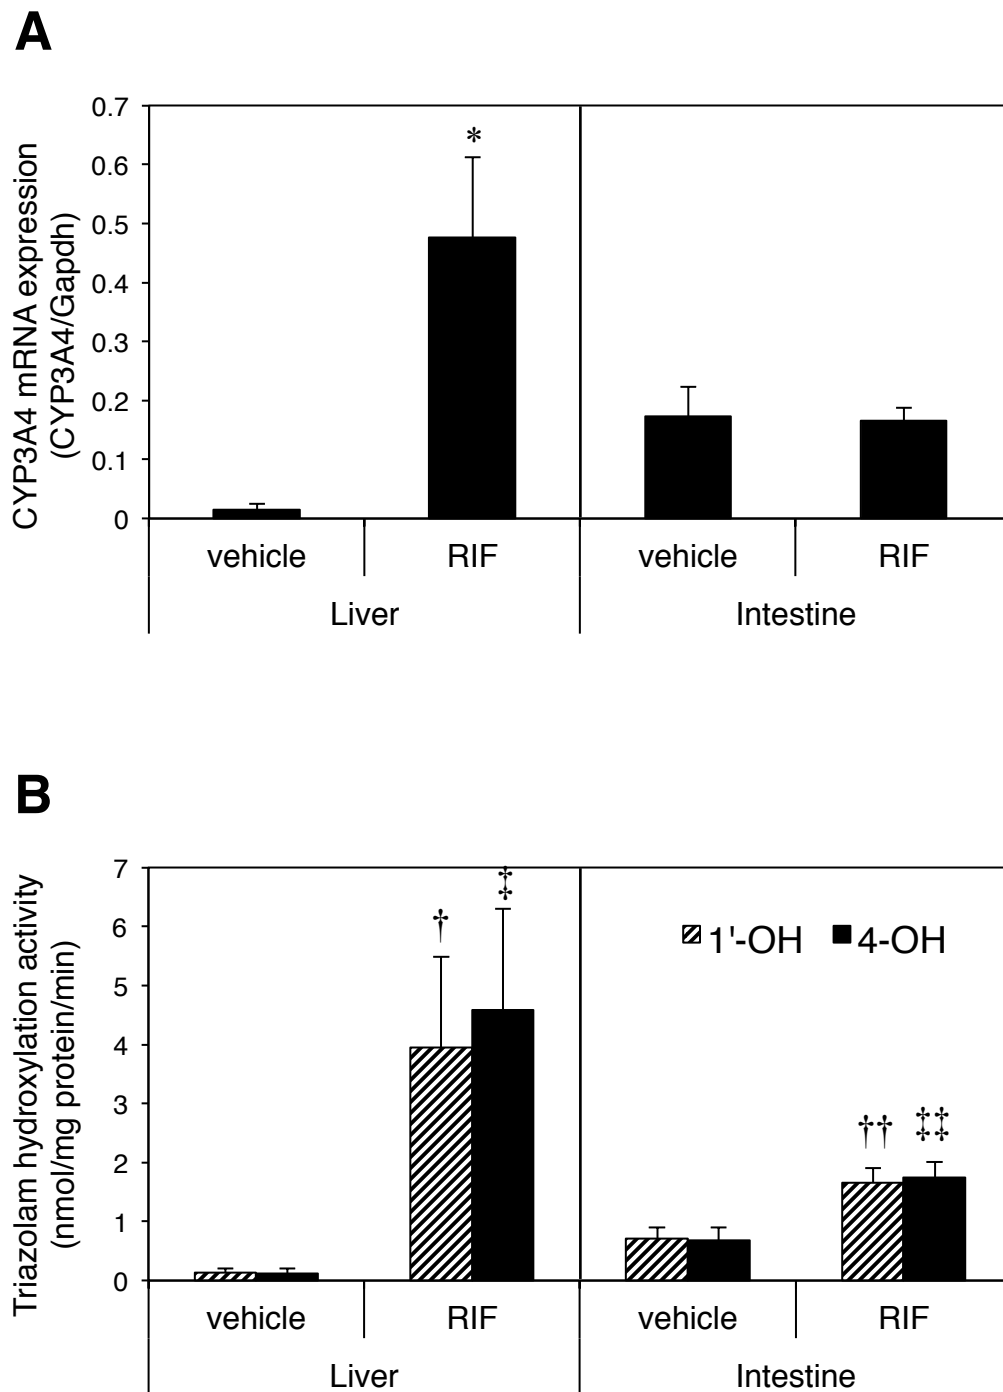 A
CYP3A4 mRNA expression
(CYP3A4/Gapdh)
0.7
0.6
0.5
0.4
0.3
0.2
0.1
0
*
vehicle RIF vehicle RIF
Liver Intestine
B
Triazolam hydroxylation activity
(nmol/mg protein/min)
7
6
5
4
3
2
1
0
† ‡ †† ‡‡
1'-OH 4-OH
vehicle RIF vehicle RIF
Liver Intestine